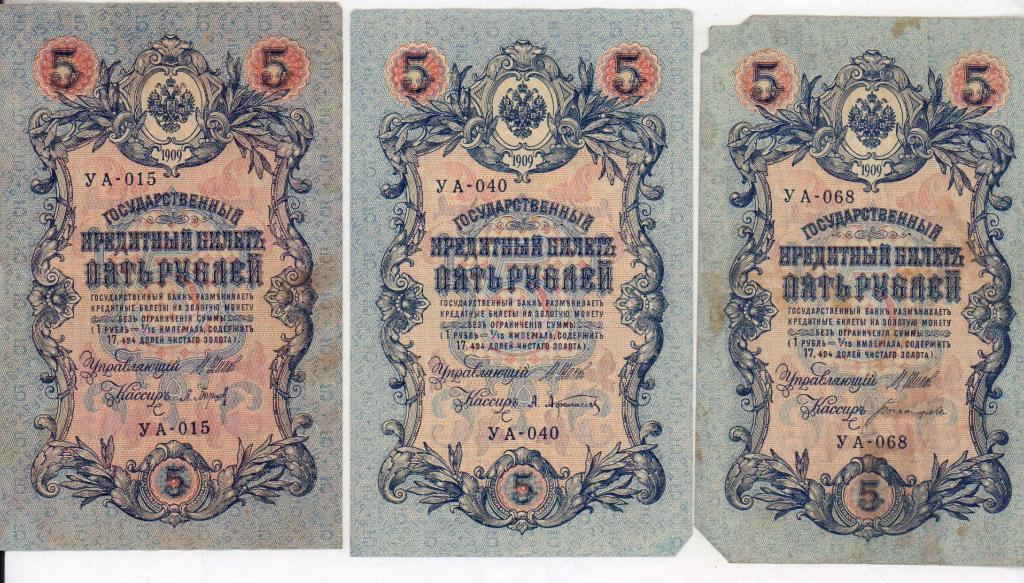 5 5
1909
УА-015
ГОСУДАРСТВЕННЫЙ
КРЕДИТНЫЙ БИЛЕТЪ
ПЯТЬ РУБЛЕЙ
ГОСУДАРСТВЕННЫЙ БАНКЪ РАЗМѢНИВАЕТЪ
КРЕДИТНЫЕ БИЛЕТЫ НА ЗОЛОТУЮ МОНЕТУ
БЕЗЪ ОГРАНИЧЕНІЯ СУММЫ
(1 РУБЛЬ = 1/15 ИМПЕРІАЛА, СОДЕРЖИТЪ
17,424 ДОЛЕЙ ЧИСТАГО ЗОЛОТА).
Управляющій
Кассиръ
УА-015
5
5 5
1909
УА-040
ГОСУДАРСТВЕННЫЙ
КРЕДИТНЫЙ БИЛЕТЪ
ПЯТЬ РУБЛЕЙ
ГОСУДАРСТВЕННЫЙ БАНКЪ РАЗМѢНИВАЕТЪ
КРЕДИТНЫЕ БИЛЕТЫ НА ЗОЛОТУЮ МОНЕТУ
БЕЗЪ ОГРАНИЧЕНІЯ СУММЫ
(1 РУБЛЬ = 1/15 ИМПЕРІАЛА, СОДЕРЖИТЪ
17,424 ДОЛЕЙ ЧИСТАГО ЗОЛОТА).
Управляющій
Кассиръ А. Афанасьев
УА-040
5
5 5
1909
УА-068
ГОСУДАРСТВЕННЫЙ
КРЕДИТНЫЙ БИЛЕТЪ
ПЯТЬ РУБЛЕЙ
ГОСУДАРСТВЕННЫЙ БАНКЪ РАЗМѢНИВАЕТЪ
КРЕДИТНЫЕ БИЛЕТЫ НА ЗОЛОТУЮ МОНЕТУ
БЕЗЪ ОГРАНИЧЕНІЯ СУММЫ
(1 РУБЛЬ = 1/15 ИМПЕРІАЛА, СОДЕРЖИТЪ
17,424 ДОЛЕЙ ЧИСТАГО ЗОЛОТА).
Управляющій
Кассиръ
УА-068
5